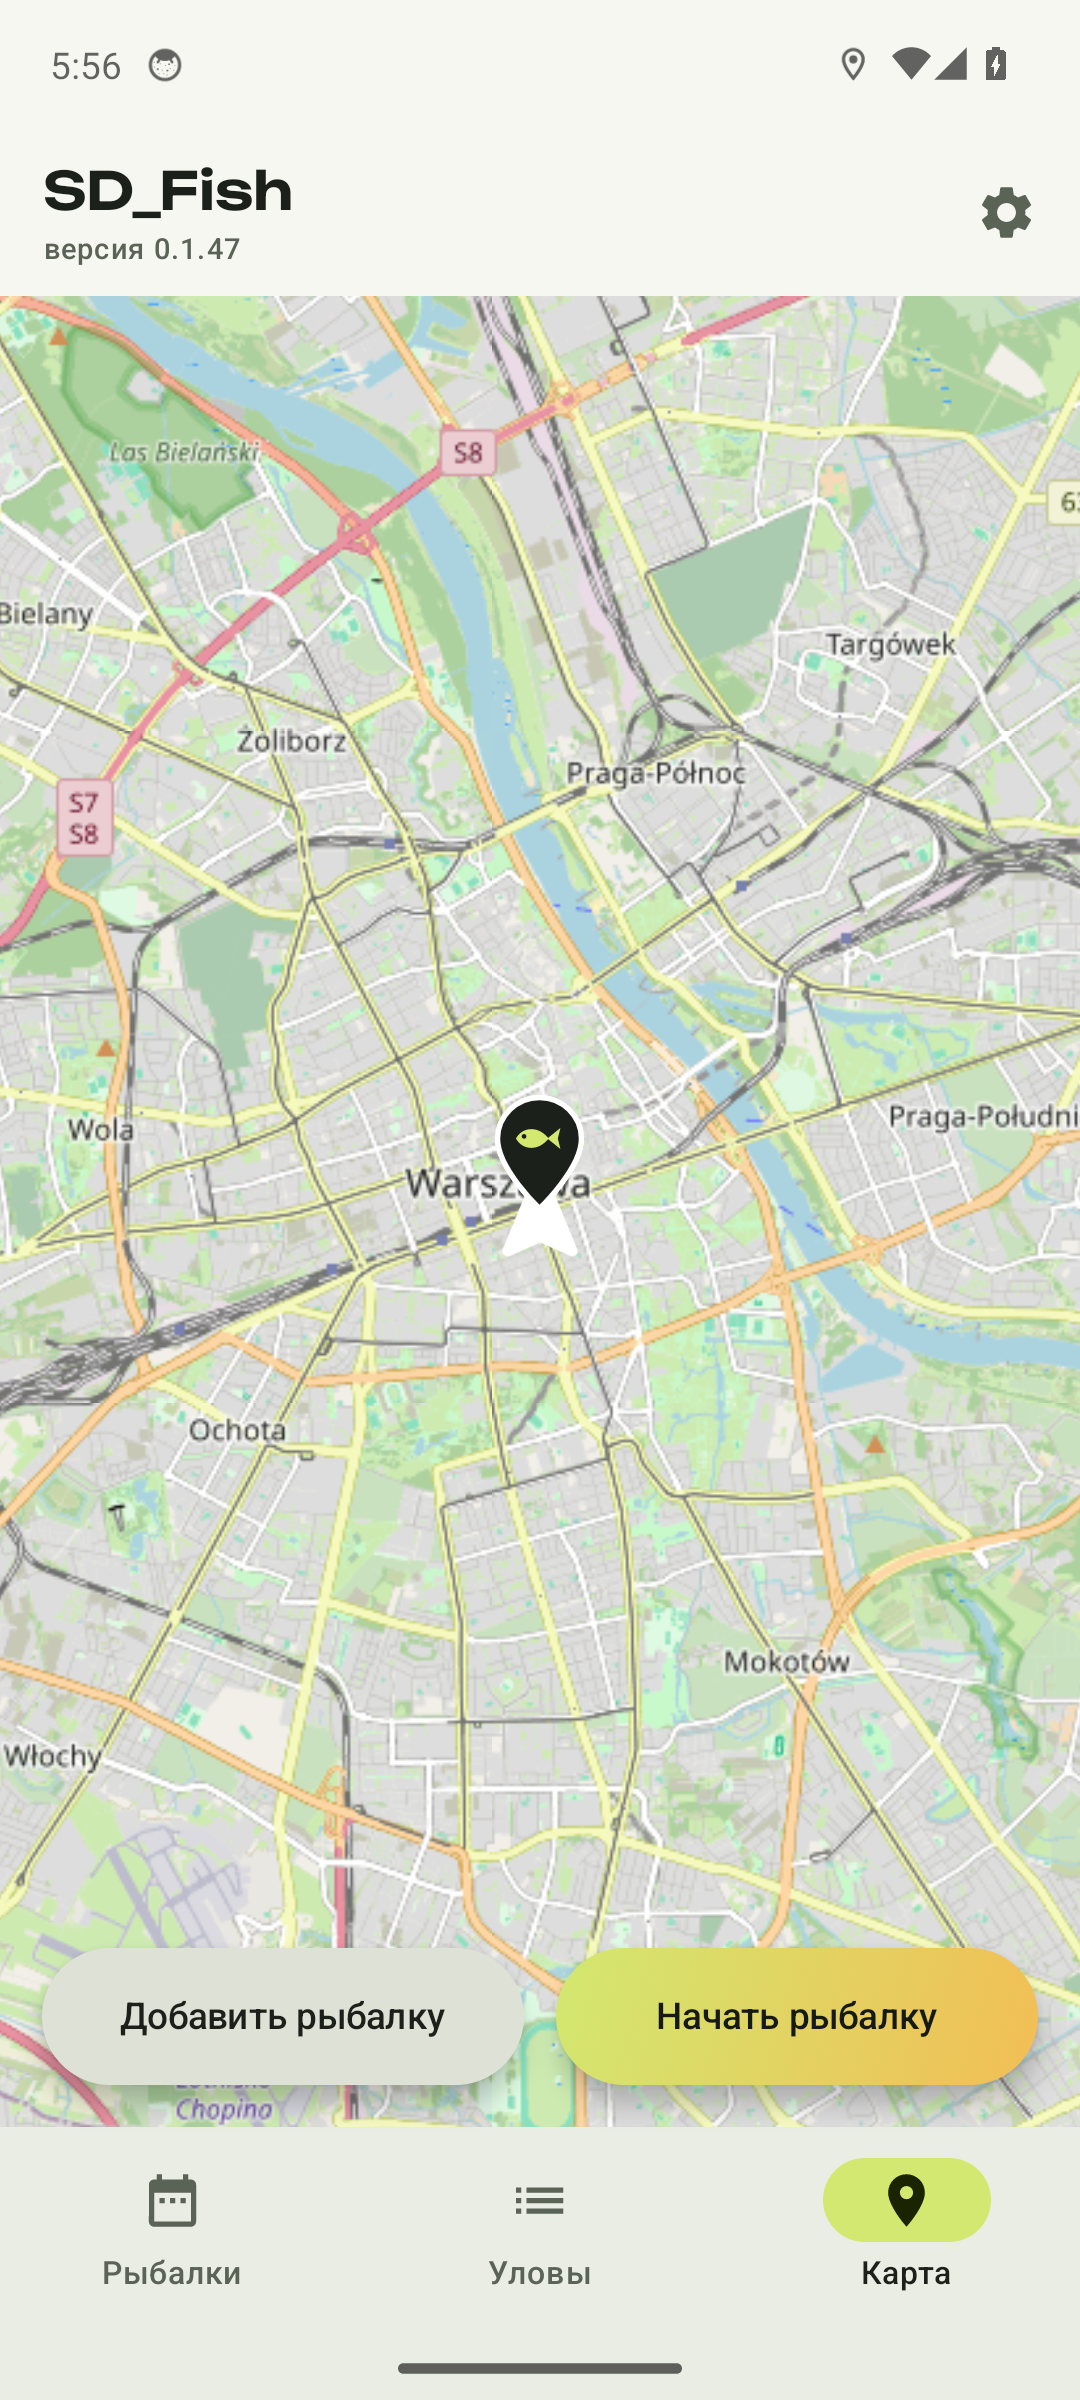 5:56
SD_Fish
версия 0.1.47
Las Bielański
S8
Bielany
Targówek
Żoliborz
Praga-Północ
S7
S8
Wola
Praga-Południ
Warszawa
Ochota
Mokotów
Włochy
Добавить рыбалку
Начать рыбалку
Chopina
Рыбалки
Уловы
Карта